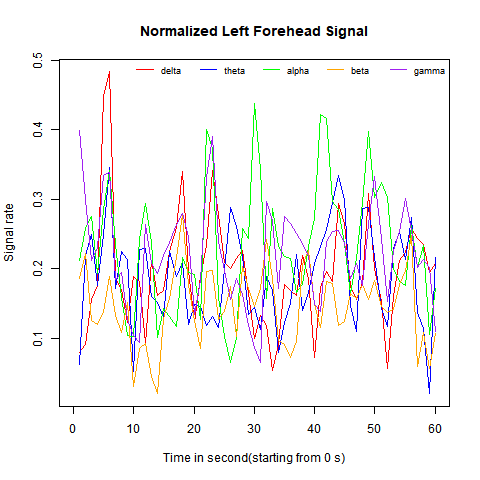 Normalized Left Forehead Signal
delta theta alpha beta gamma
Signal rate
0.5
0.4
0.3
0.2
0.1
0 10 20 30 40 50 60
Time in second(starting from 0 s)